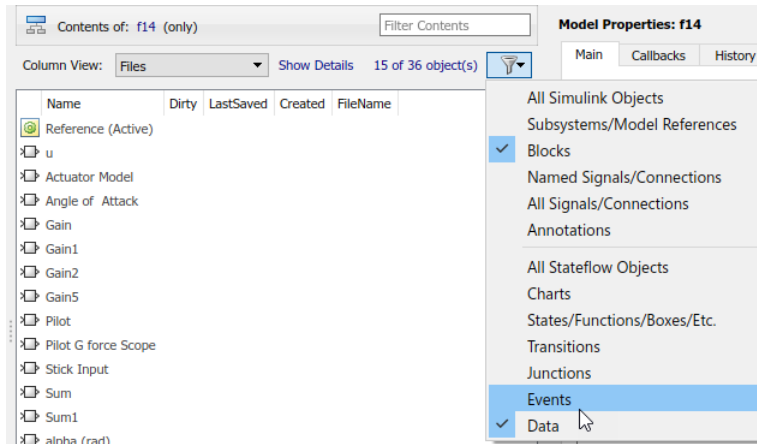 Contents of: f14 (only)
Filter Contents
Model Properties: f14
Column View:
Files
Show Details
15 of 36 object(s)
Main
Callbacks
History
Name
Dirty
LastSaved
Created
FileName
Reference (Active)
u
Actuator Model
Angle of Attack
Gain
Gain1
Gain2
Gain5
Pilot
Pilot G force Scope
Stick Input
Sum
Sum1
alpha (rad)
All Simulink Objects
Subsystems/Model References
Blocks
Named Signals/Connections
All Signals/Connections
Annotations
All Stateflow Objects
Charts
States/Functions/Boxes/Etc.
Transitions
Junctions
Events
Data